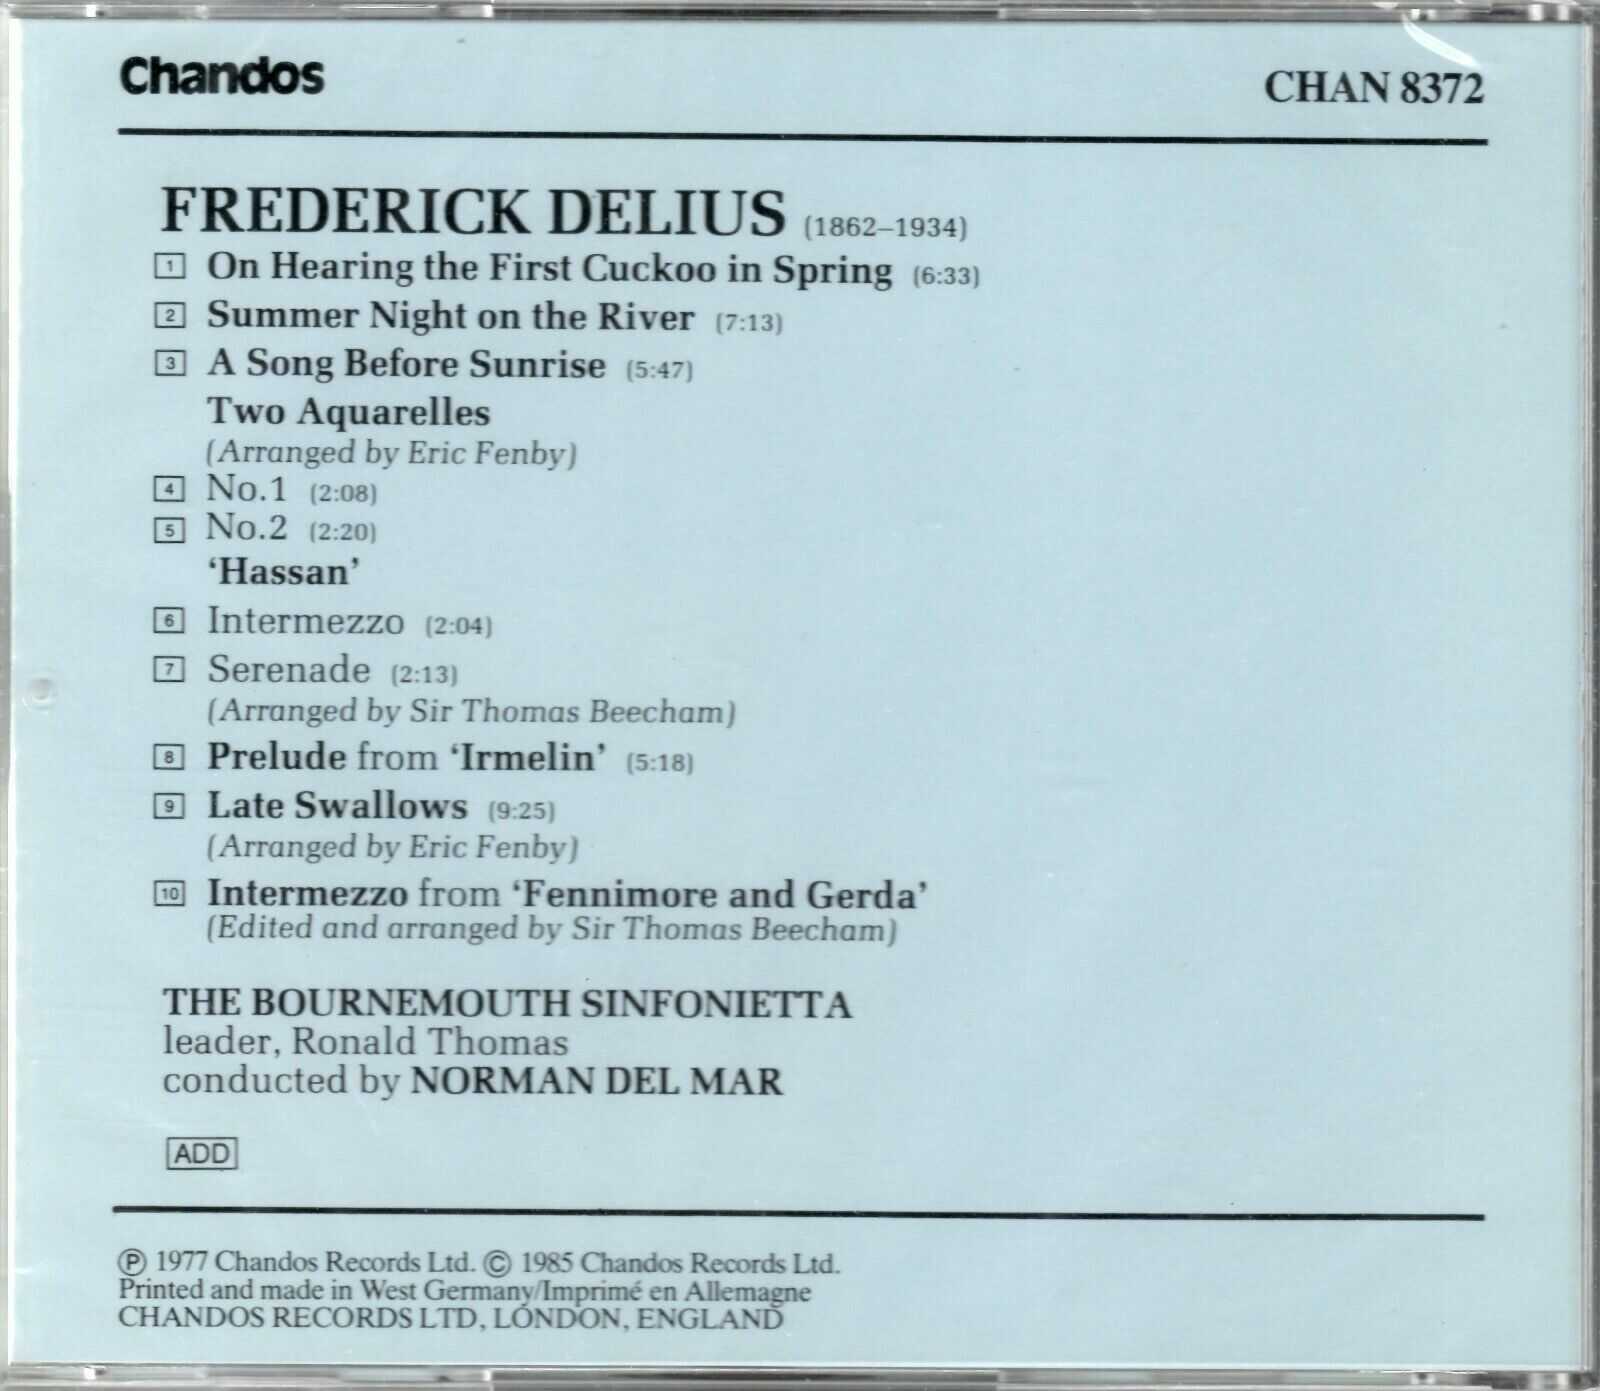 Chandos
CHAN 8372
FREDERICK DELIUS (1862–1934)
1 On Hearing the First Cuckoo in Spring (6:33)
2 Summer Night on the River (7:13)
3 A Song Before Sunrise (5:47)
Two Aquarelles
(Arranged by Eric Fenby)
4 No.1 (2:08)
5 No.2 (2:20)
‘Hassan’
6 Intermezzo (2:04)
7 Serenade (2:13)
(Arranged by Sir Thomas Beecham)
8 Prelude from ‘Irmelin’ (5:18)
9 Late Swallows (9:25)
(Arranged by Eric Fenby)
10 Intermezzo from ‘Fennimore and Gerda’
(Edited and arranged by Sir Thomas Beecham)
THE BOURNEMOUTH SINFONIETTA
leader, Ronald Thomas
conducted by NORMAN DEL MAR
ADD
℗ 1977 Chandos Records Ltd. © 1985 Chandos Records Ltd.
Printed and made in West Germany/Imprimé en Allemagne
CHANDOS RECORDS LTD, LONDON, ENGLAND